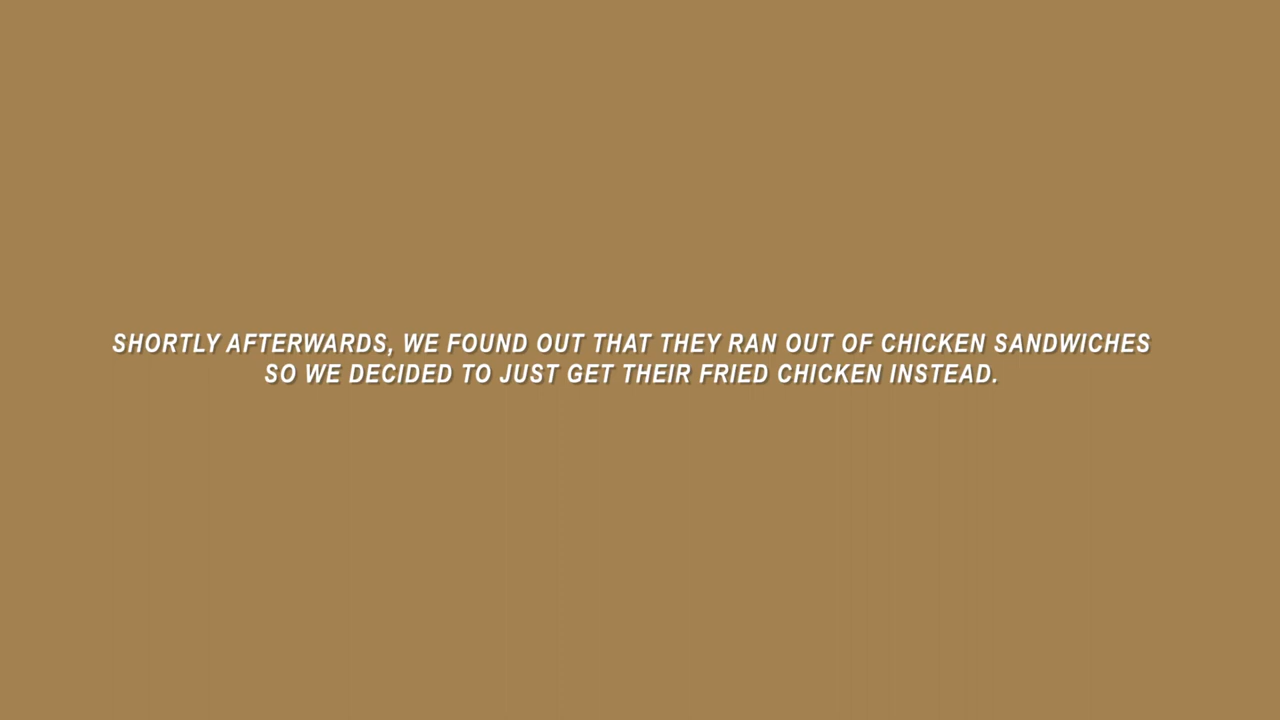 SHORTLY AFTERWARDS, WE FOUND OUT THAT THEY RAN OUT OF CHICKEN SANDWICHES
SO WE DECIDED TO JUST GET THEIR FRIED CHICKEN INSTEAD.